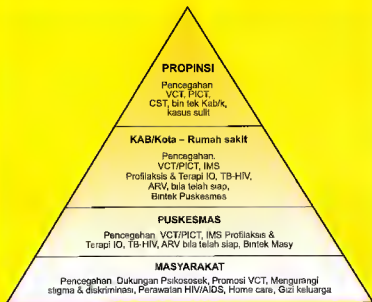 PROPINSI
Pencegahan
VCT, PICT,
CST, bin tek Kab/k,
kasus sulit
KAB/Kota – Rumah sakit
Pencegahan,
VCT/PICT, IMS
Profilaksis & Terapi IO, TB-HIV,
ARV, bila telah siap,
Bintek Puskesmas
PUSKESMAS
Pencegahan VCT/PICT, IMS Profilaksis &
Terapi IO, TB-HIV, ARV bila telah siap, Bintek Masy
MASYARAKAT
Pencegahan Dukungan Psikososek, Promosi VCT, Mengurangi
stigma & diskriminasi, Perawatan HIV/AIDS, Home care, Gizi keluarga